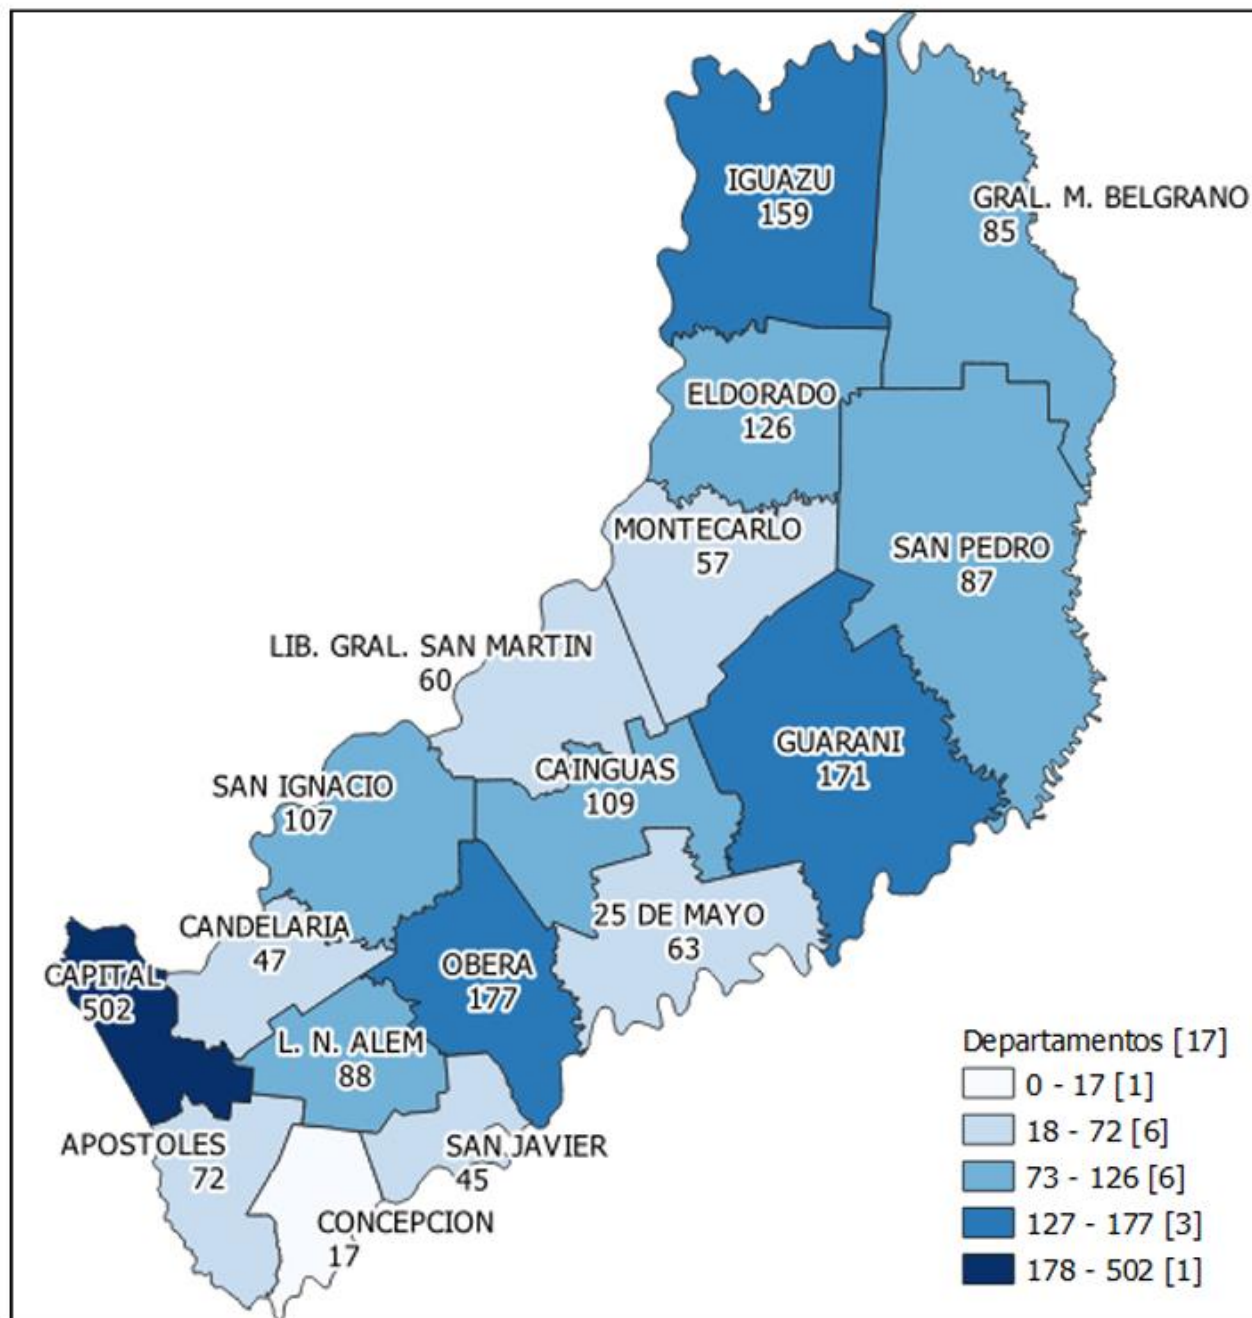 IGUAZU
159
GRAL. M. BELGRANO
85
ELDORADO
126
MONTECARLO
57
SAN PEDRO
87
LIB. GRAL. SAN MARTIN
60
GUARANI
171
CAINGUAS
109
SAN IGNACIO
107
25 DE MAYO
63
CANDELARIA
47
OBERA
177
CAPITAL
502
L. N. ALEM
88
APOSTOLES
72
SAN JAVIER
45
CONCEPCION
17
Departamentos [17]
0 - 17 [1]
18 - 72 [6]
73 - 126 [6]
127 - 177 [3]
178 - 502 [1]